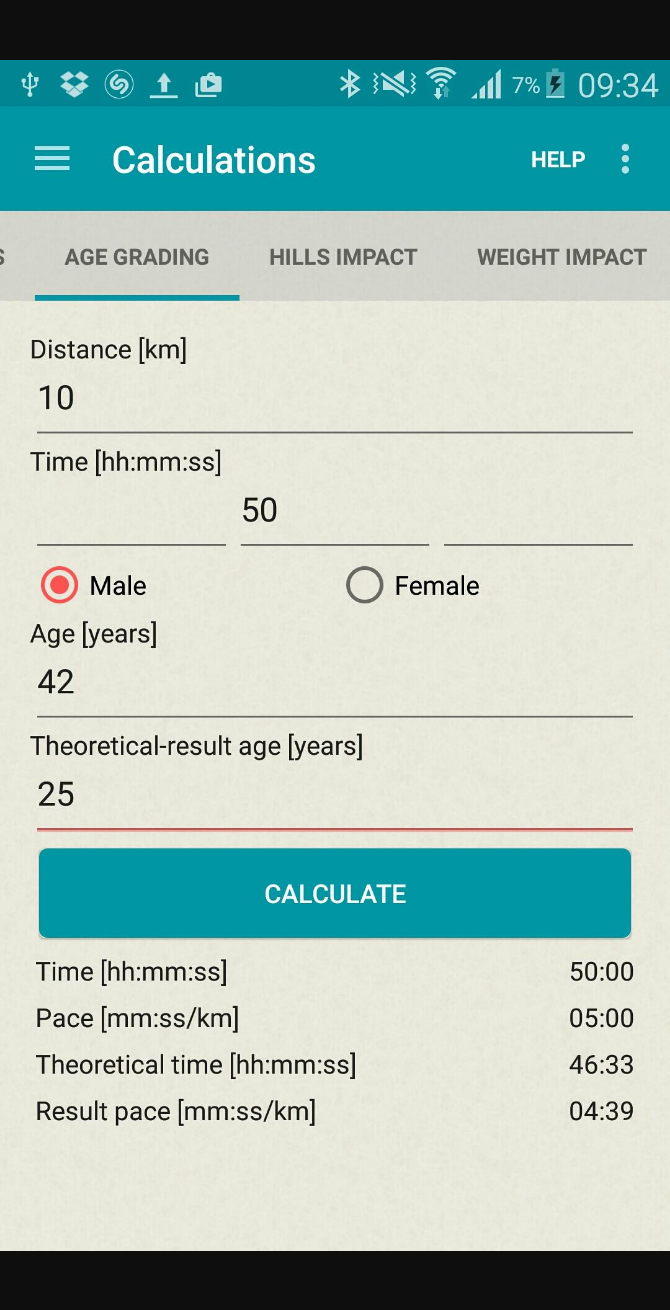 7% 09:34
Calculations HELP
S AGE GRADING HILLS IMPACT WEIGHT IMPACT
Distance [km]
10
Time [hh:mm:ss]
50
Male Female
Age [years]
42
Theoretical-result age [years]
25
CALCULATE
Time [hh:mm:ss] 50:00
Pace [mm:ss/km] 05:00
Theoretical time [hh:mm:ss] 46:33
Result pace [mm:ss/km] 04:39